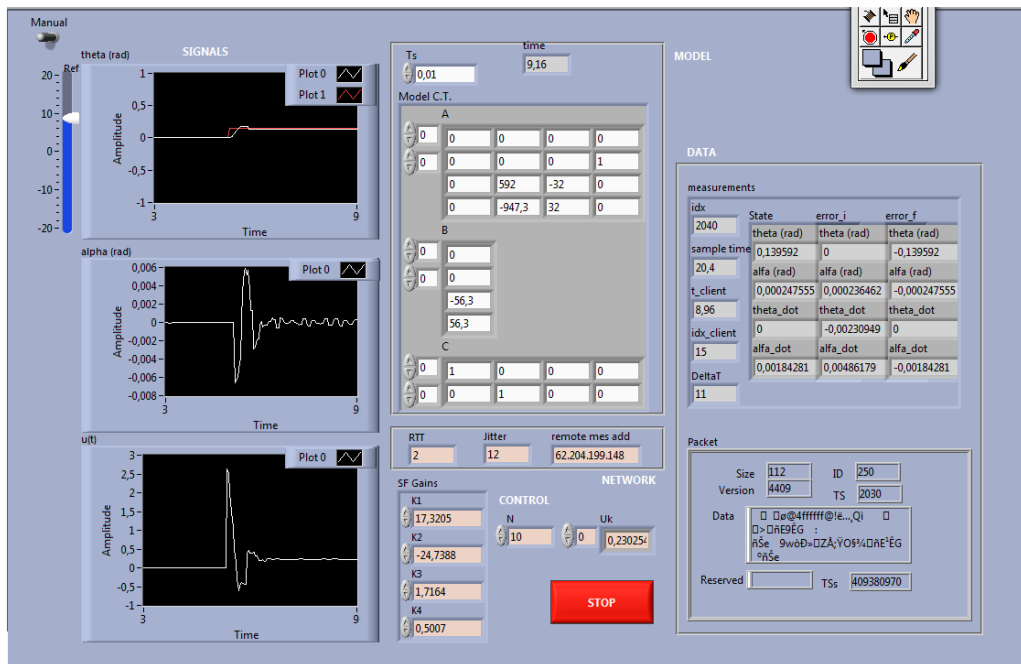 Manual
Ref
20
10
0
-10
-20
SIGNALS
theta (rad)
Plot 0
Plot 1
Amplitude
1
0,5
0
-0,5
-1
3
9
Time
alpha (rad)
Plot 0
Amplitude
0,006
0,004
0,002
0
-0,002
-0,004
-0,006
-0,008
3
9
Time
u(t)
Plot 0
Amplitude
3
2,5
2
1,5
1
0,5
0
-0,5
-1
3
9
Time
Ts
0,01
time
9,16
MODEL
Model C.T.
A
0
0
0 0 0 0
0 0 0 1
0 592 -32 0
0 -947,3 32 0
B
0
0
0
0
-56,3
56,3
C
0
0
1 0 0 0
0 1 0 0
RTT
2
Jitter
12
remote mes add
62.204.199.148
NETWORK
SF Gains
K1
17,3205
K2
-24,7388
K3
1,7164
K4
0,5007
CONTROL
N
10
Uk
0
0,230254
STOP
DATA
measurements
idx
2040
sample time
20,4
t_client
8,96
idx_client
15
DeltaT
11
State error_i error_f
theta (rad) theta (rad) theta (rad)
0,139592 0 -0,139592
alfa (rad) alfa (rad) alfa (rad)
0,000247555 0,000236462 -0,000247555
theta_dot theta_dot theta_dot
0 -0,00230949 0
alfa_dot alfa_dot alfa_dot
0,00184281 0,00486179 -0,00184281
Packet
Size 112 ID 250
Version 4409 TS 2030
Data
Reserved
TSs 409380970